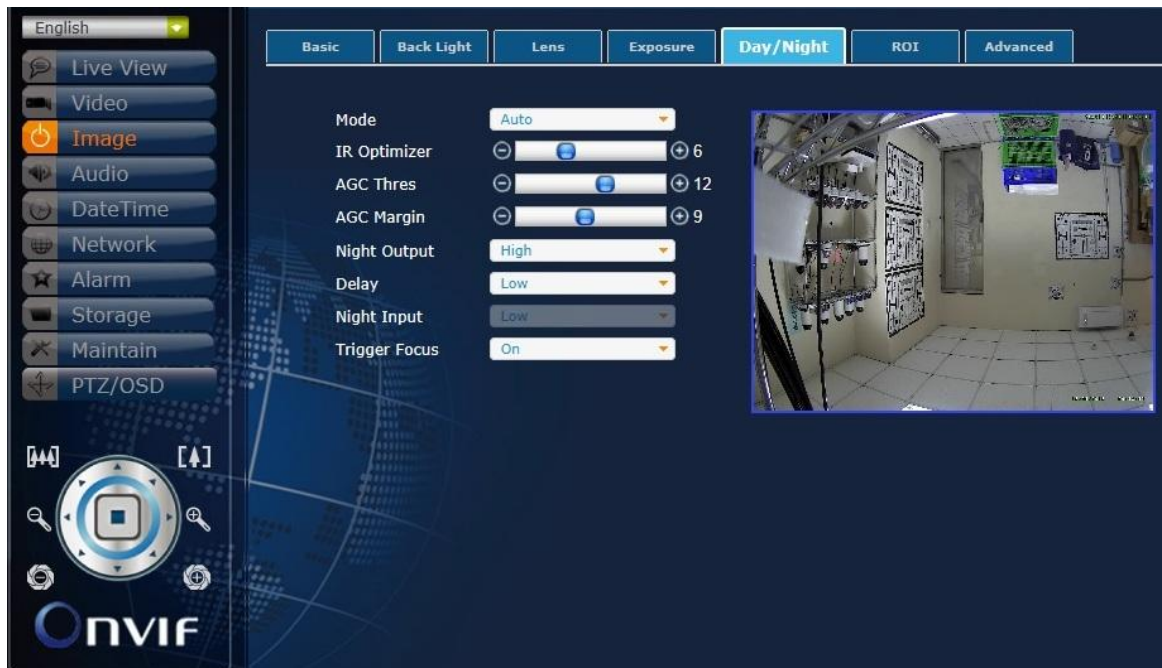 English
Live View
Video
Image
Audio
DateTime
Network
Alarm
Storage
Maintain
PTZ/OSD
Onvif
Basic
Back Light
Lens
Exposure
Day/Night
ROI
Advanced
Mode Auto
IR Optimizer 6
AGC Thres 12
AGC Margin 9
Night Output High
Delay Low
Night Input Low
Trigger Focus On